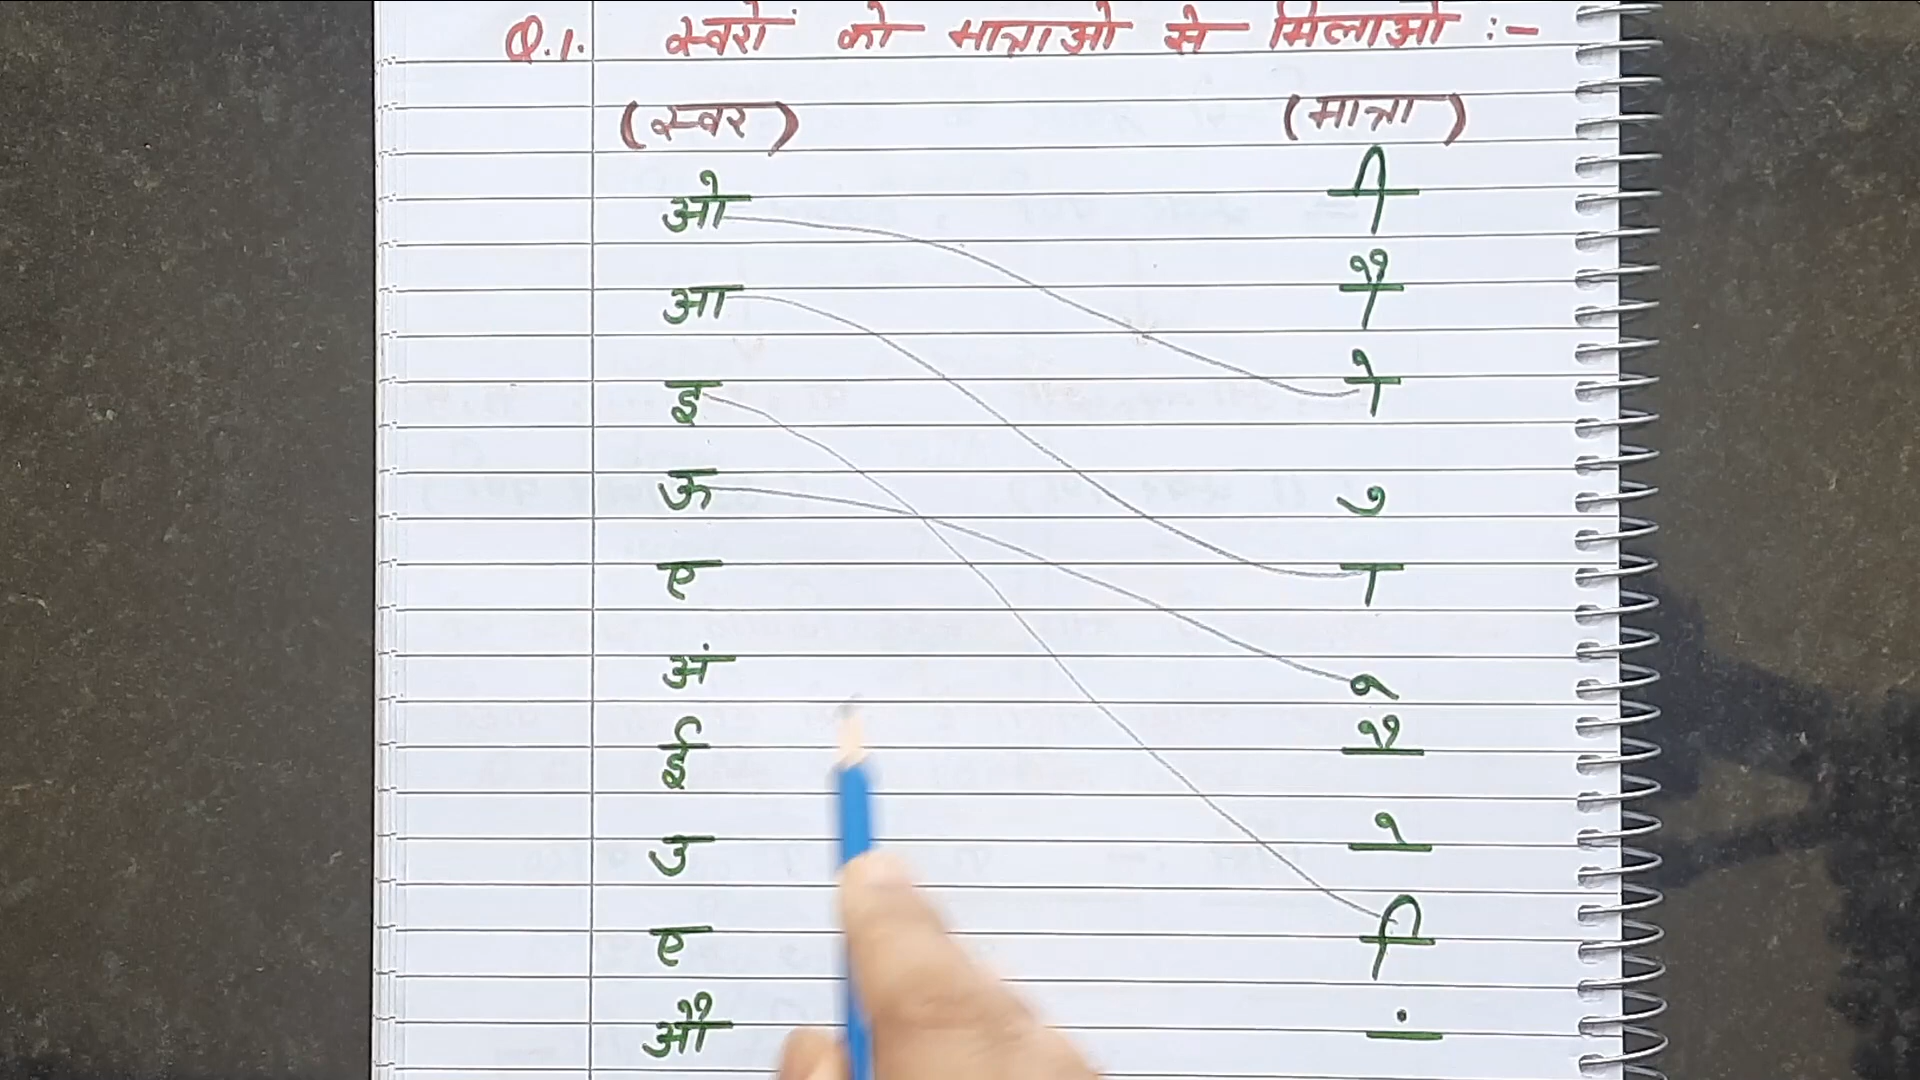 Q.1. स्वरों को मात्राओ से मिलाओ :-
(स्वर) (मात्रा)
ओ ी
आ ौ
इ ो
ऊ ु
ए ा
अं ू
ई ै
उ े
ए ि
औ ं